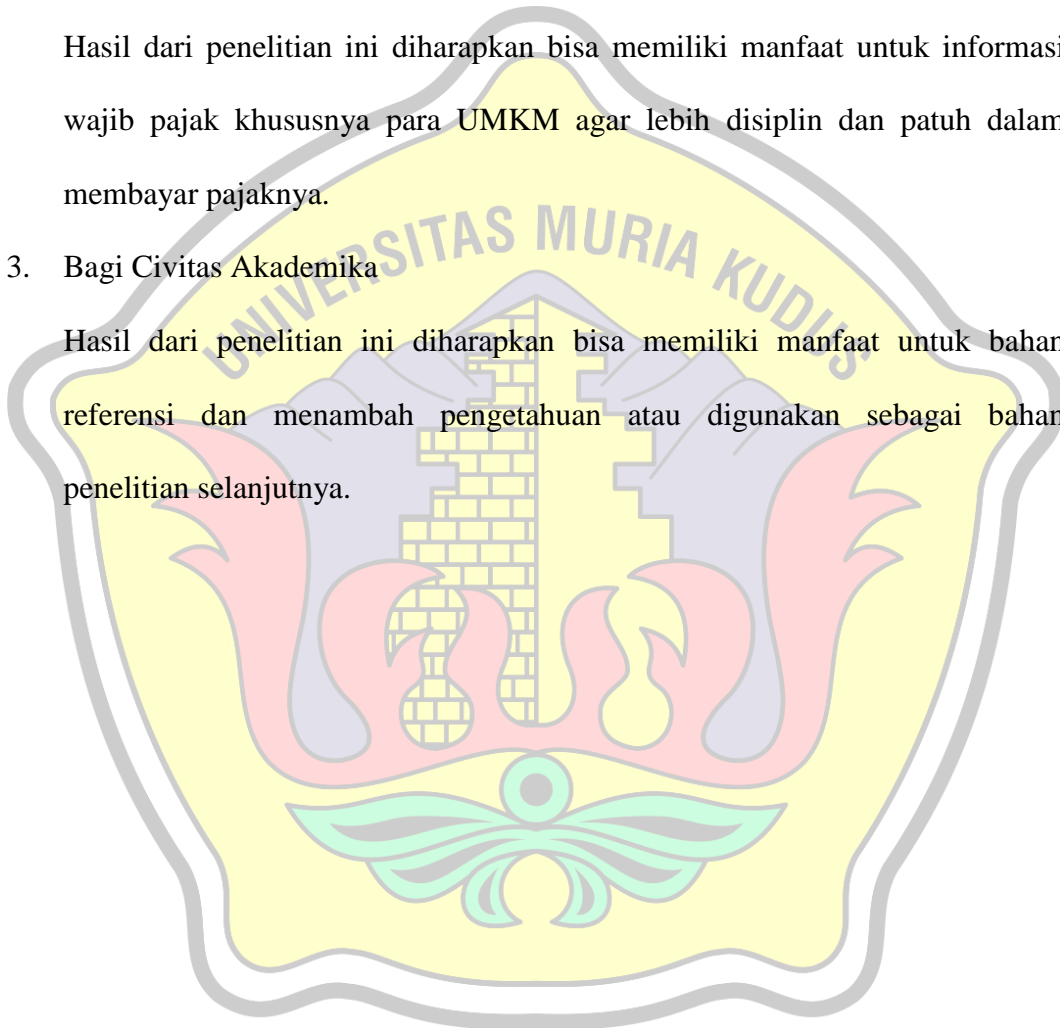 Hasil dari penelitian ini diharapkan bisa memiliki manfaat untuk informasi
wajib pajak khususnya para UMKM agar lebih disiplin dan patuh dalam
membayar pajaknya.
UNIVERSITAS MURIA KUDUS
3. Bagi Civitas Akademika
Hasil dari penelitian ini diharapkan bisa memiliki manfaat untuk bahan
referensi dan menambah pengetahuan atau digunakan sebagai bahan
penelitian selanjutnya.